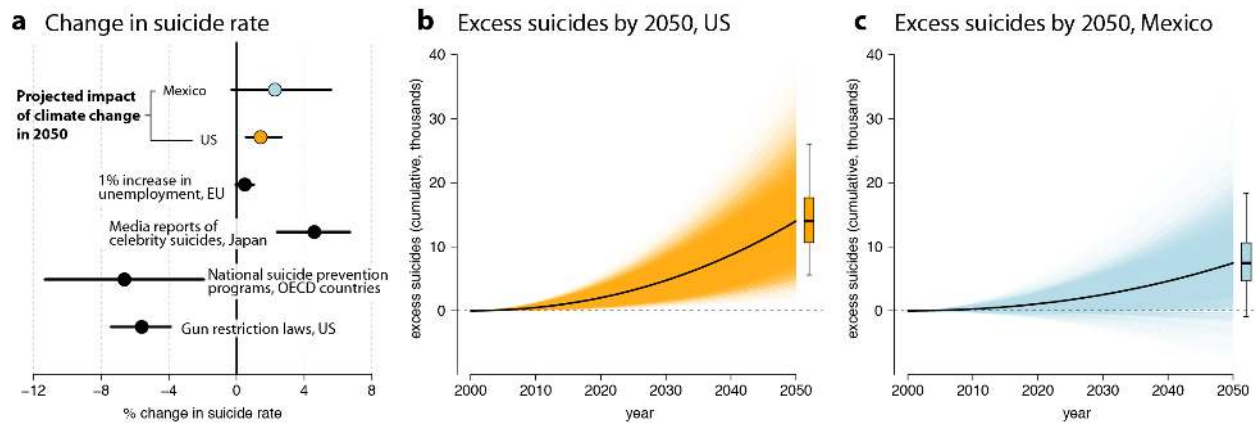 a Change in suicide rate
Mexico
Projected impact
of climate change
in 2050
US
1% increase in
unemployment, EU
Media reports of
celebrity suicides, Japan
National suicide prevention
programs, OECD countries
Gun restriction laws, US
−12 −8 −4 0 4 8
% change in suicide rate
b Excess suicides by 2050, US
excess suicides (cumulative, thousands)
40
30
20
10
0
2000 2010 2020 2030 2040 2050
year
c Excess suicides by 2050, Mexico
excess suicides (cumulative, thousands)
40
30
20
10
0
2000 2010 2020 2030 2040 2050
year